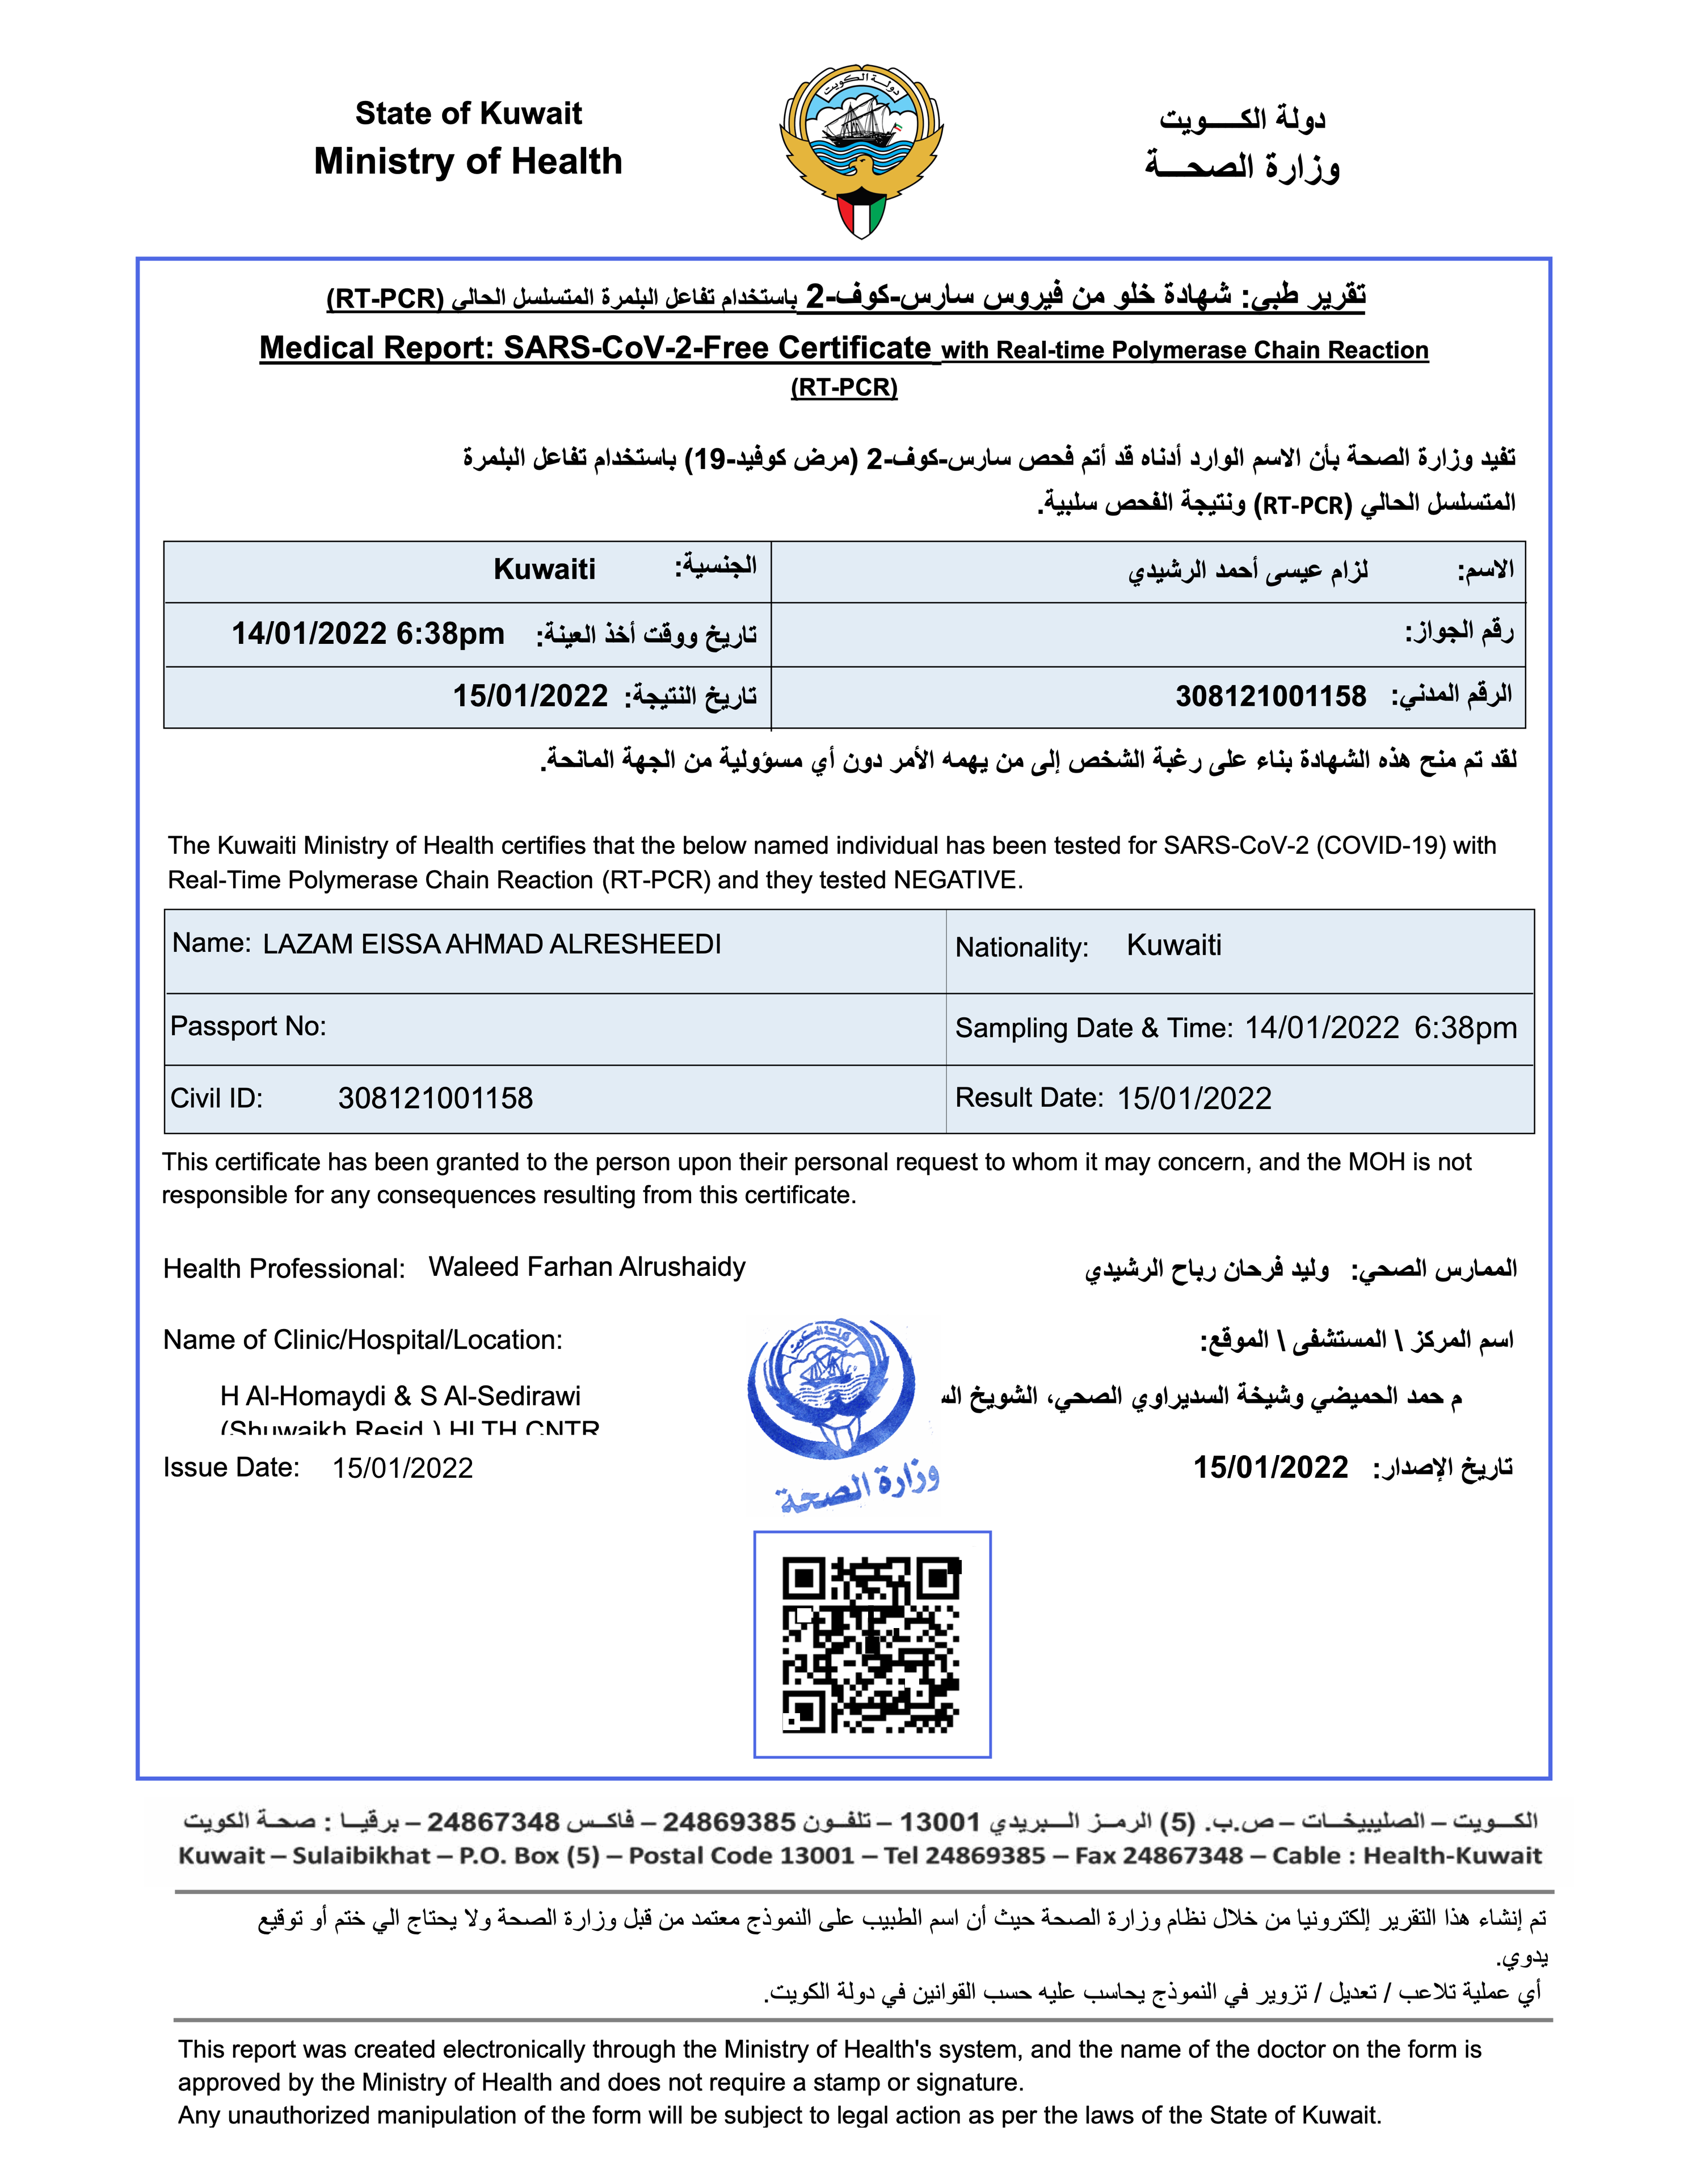 State of Kuwait
Ministry of Health
دولة الكويت
دولة الكـــــويت
وزارة الصحـــة
تقرير طبي: شهادة خلو من فيروس سارس-كوف-2 باستخدام تفاعل البلمرة المتسلسل الحالي (RT-PCR)
Medical Report: SARS-CoV-2-Free Certificate with Real-time Polymerase Chain Reaction
(RT-PCR)
تفيد وزارة الصحة بأن الاسم الوارد أدناه قد أتم فحص سارس-كوف-2 (مرض كوفيد-19) باستخدام تفاعل البلمرة
المتسلسل الحالي (RT-PCR) ونتيجة الفحص سلبية.
الاسم: لزام عيسى أحمد الرشيدي الجنسية: Kuwaiti
رقم الجواز: تاريخ ووقت أخذ العينة: 14/01/2022 6:38pm
الرقم المدني: 308121001158 تاريخ النتيجة: 15/01/2022
لقد تم منح هذه الشهادة بناء على رغبة الشخص إلى من يهمه الأمر دون أي مسؤولية من الجهة المانحة.
The Kuwaiti Ministry of Health certifies that the below named individual has been tested for SARS-CoV-2 (COVID-19) with
Real-Time Polymerase Chain Reaction (RT-PCR) and they tested NEGATIVE.
Name: LAZAM EISSA AHMAD ALRESHEEDI Nationality: Kuwaiti
Passport No: Sampling Date & Time: 14/01/2022 6:38pm
Civil ID: 308121001158 Result Date: 15/01/2022
This certificate has been granted to the person upon their personal request to whom it may concern, and the MOH is not
responsible for any consequences resulting from this certificate.
Health Professional: Waleed Farhan Alrushaidy
الممارس الصحي: وليد فرحان رباح الرشيدي
Name of Clinic/Hospital/Location:
اسم المركز \ المستشفى \ الموقع:
H Al-Homaydi & S Al-Sedirawi
(Shuwaikh Resid.) HLTH CNTR
م حمد الحميضي وشيخة السديراوي الصحي، الشويخ الس
Issue Date: 15/01/2022
تاريخ الإصدار: 15/01/2022
وزارة الصحة
الكـــويت – الصليبيخـات – ص.ب. (5) الرمـز الـبريدي 13001 – تلفـون 24869385 – فاكـس 24867348 – برقيـا : صحـة الكويت
Kuwait – Sulaibikhat – P.O. Box (5) – Postal Code 13001 – Tel 24869385 – Fax 24867348 – Cable : Health-Kuwait
تم إنشاء هذا التقرير إلكترونيا من خلال نظام وزارة الصحة حيث أن اسم الطبيب على النموذج معتمد من قبل وزارة الصحة ولا يحتاج الي ختم أو توقيع
يدوي.
أي عملية تلاعب / تعديل / تزوير في النموذج يحاسب عليه حسب القوانين في دولة الكويت.
This report was created electronically through the Ministry of Health's system, and the name of the doctor on the form is
approved by the Ministry of Health and does not require a stamp or signature.
Any unauthorized manipulation of the form will be subject to legal action as per the laws of the State of Kuwait.